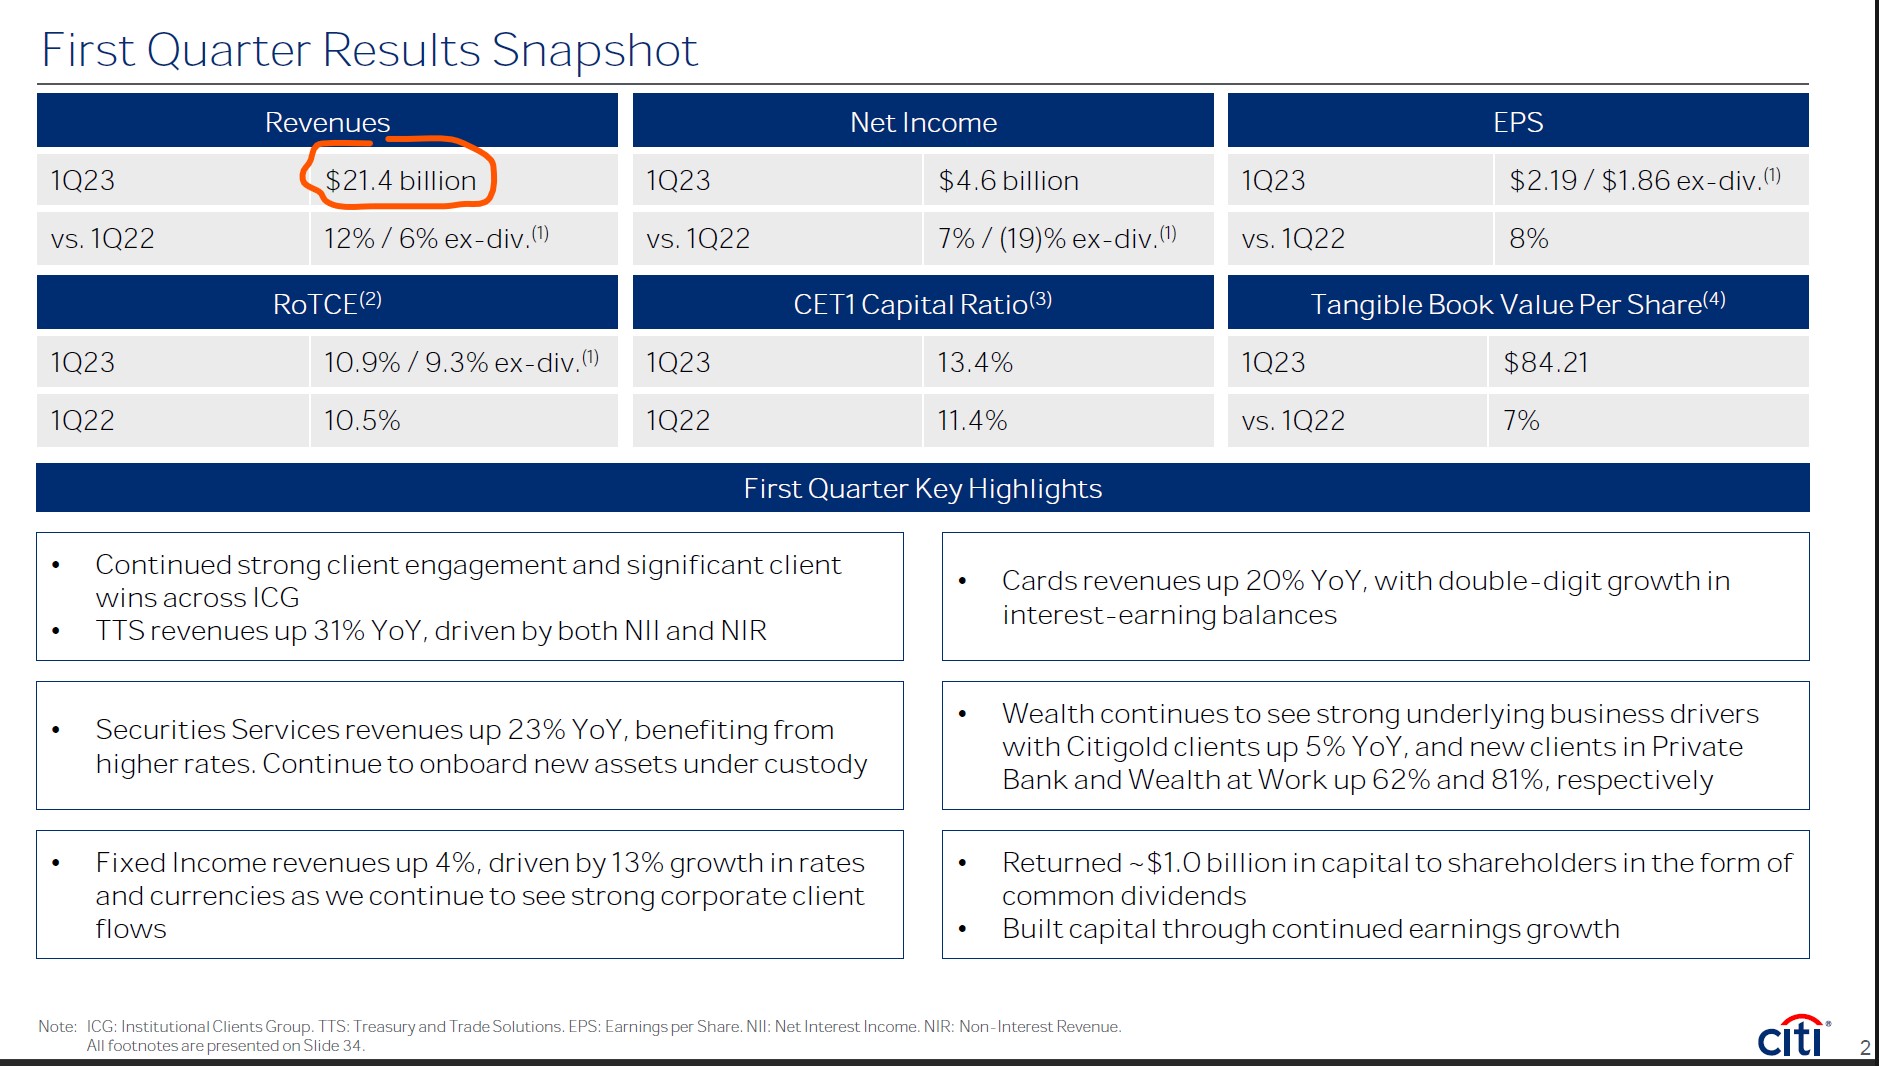 First Quarter Results Snapshot
Revenues
1Q23 $21.4 billion
vs. 1Q22 12% / 6% ex-div.(1)
Net Income
1Q23 $4.6 billion
vs. 1Q22 7% / (19)% ex-div.(1)
EPS
1Q23 $2.19 / $1.86 ex-div.(1)
vs. 1Q22 8%
RoTCE(2)
1Q23 10.9% / 9.3% ex-div.(1)
1Q22 10.5%
CET1 Capital Ratio(3)
1Q23 13.4%
1Q22 11.4%
Tangible Book Value Per Share(4)
1Q23 $84.21
vs. 1Q22 7%
First Quarter Key Highlights
• Continued strong client engagement and significant client
wins across ICG
• TTS revenues up 31% YoY, driven by both NII and NIR
• Cards revenues up 20% YoY, with double-digit growth in
interest-earning balances
• Securities Services revenues up 23% YoY, benefiting from
higher rates. Continue to onboard new assets under custody
• Wealth continues to see strong underlying business drivers
with Citigold clients up 5% YoY, and new clients in Private
Bank and Wealth at Work up 62% and 81%, respectively
• Fixed Income revenues up 4%, driven by 13% growth in rates
and currencies as we continue to see strong corporate client
flows
• Returned ~$1.0 billion in capital to shareholders in the form of
common dividends
• Built capital through continued earnings growth
Note: ICG: Institutional Clients Group. TTS: Treasury and Trade Solutions. EPS: Earnings per Share. NII: Net Interest Income. NIR: Non-Interest Revenue.
All footnotes are presented on Slide 34.
citi®
2